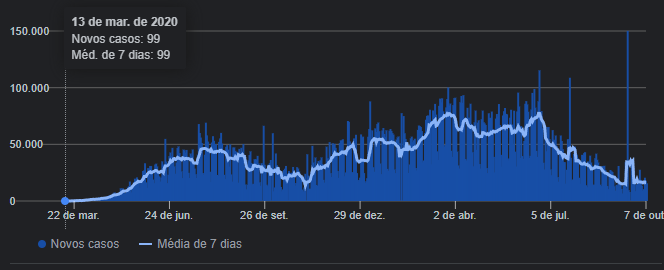 13 de mar. de 2020
Novos casos: 99
Méd. de 7 dias: 99
150.000
100.000
50.000
0
22 de mar. 24 de jun. 26 de set. 29 de dez. 2 de abr. 5 de jul. 7 de out
Novos casos Média de 7 dias